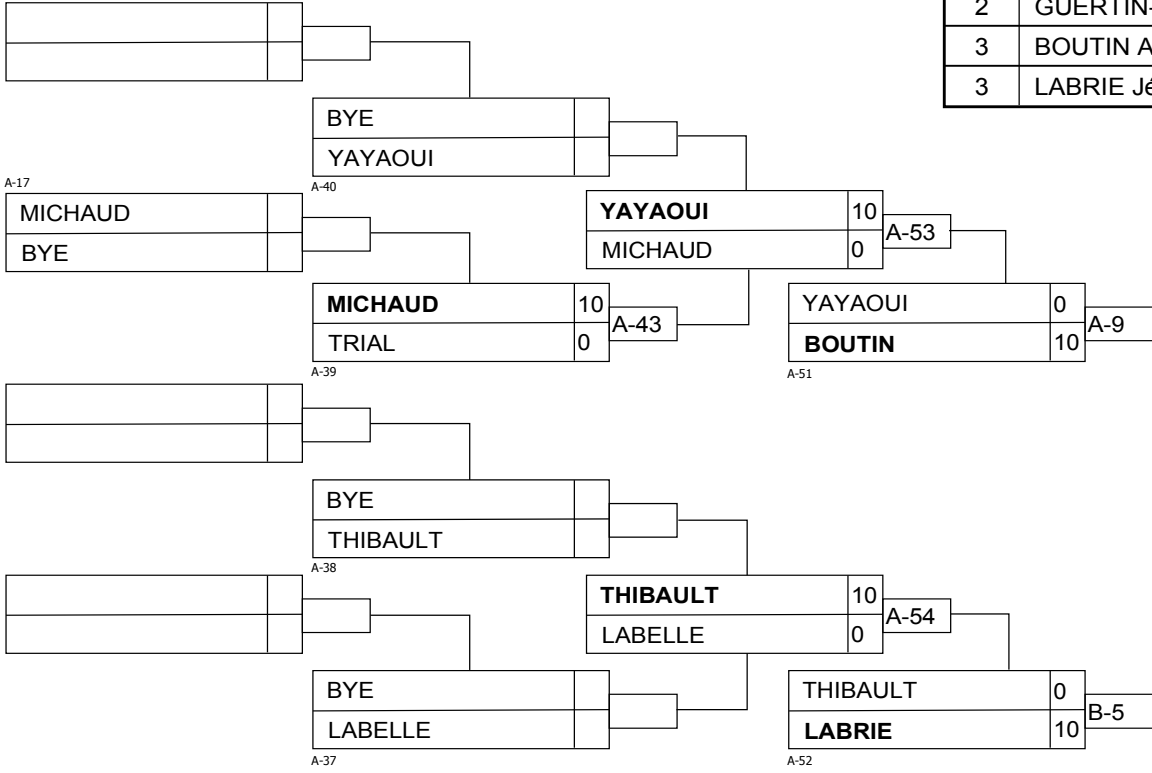 2 GUERTIN-
3 BOUTIN A
3 LABRIE Jé
BYE
YAYAOUI
A-17
A-40
MICHAUD
BYE
YAYAOUI 10
MICHAUD 0
A-53
MICHAUD 10
TRIAL 0
A-43
YAYAOUI 0
BOUTIN 10
A-9
A-39
A-51
BYE
THIBAULT
A-38
THIBAULT 10
LABELLE 0
A-54
BYE
LABELLE
THIBAULT 0
LABRIE 10
B-5
A-37
A-52